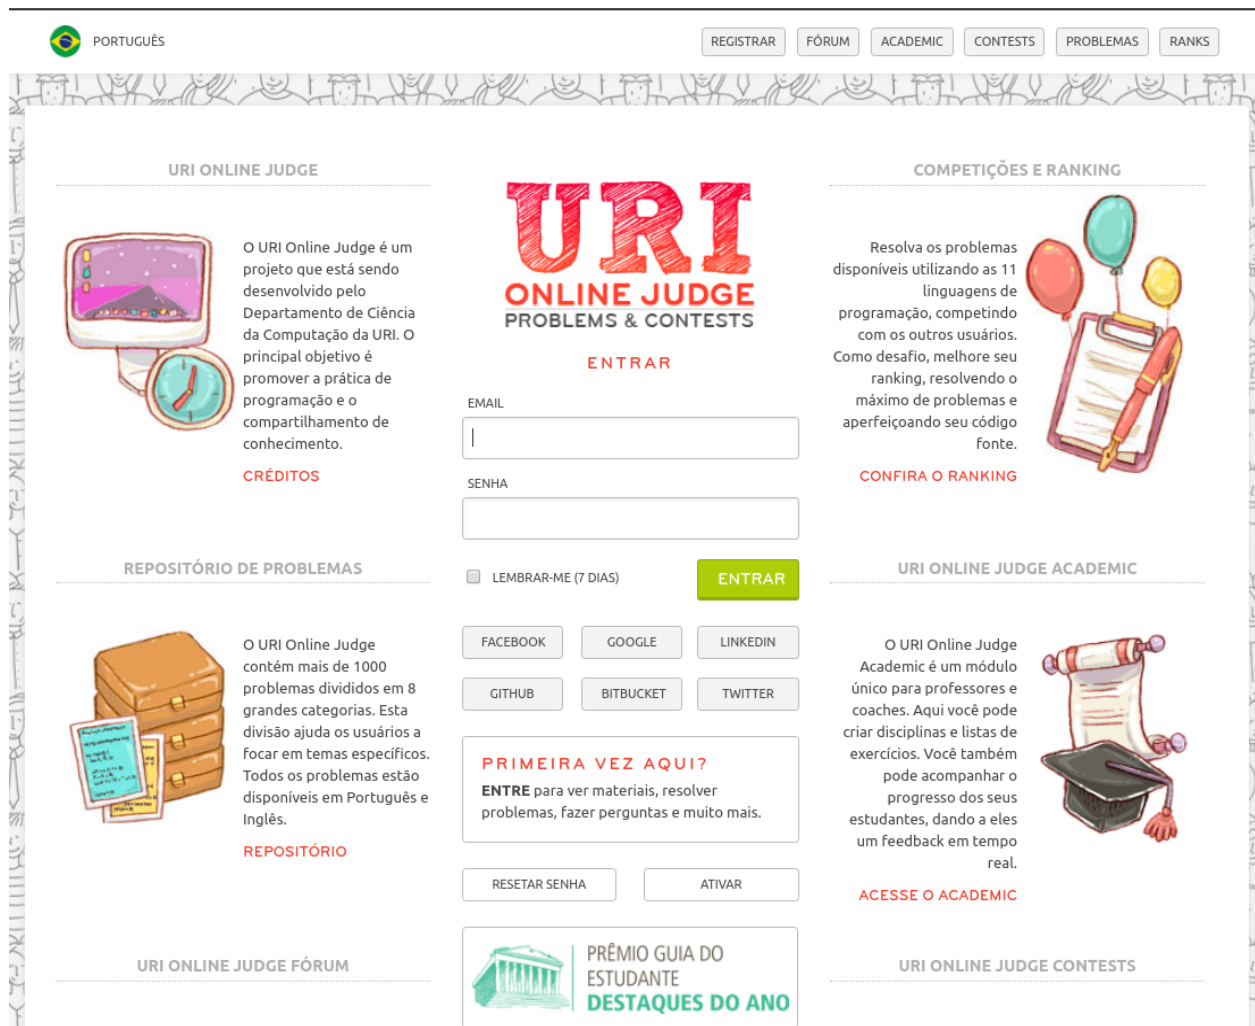 PORTUGUÊS
REGISTRAR
FÓRUM
ACADEMIC
CONTESTS
PROBLEMAS
RANKS
URI ONLINE JUDGE
O URI Online Judge é um
projeto que está sendo
desenvolvido pelo
Departamento de Ciência
da Computação da URI. O
principal objetivo é
promover a prática de
programação e o
compartilhamento de
conhecimento.
CRÉDITOS
REPOSITÓRIO DE PROBLEMAS
O URI Online Judge
contém mais de 1000
problemas divididos em 8
grandes categorias. Esta
divisão ajuda os usuários a
focar em temas específicos.
Todos os problemas estão
disponíveis em Português e
Inglês.
REPOSITÓRIO
URI ONLINE JUDGE FÓRUM
URI
ONLINE JUDGE
PROBLEMS & CONTESTS
ENTRAR
EMAIL
SENHA
LEMBRAR-ME (7 DIAS)
ENTRAR
FACEBOOK
GOOGLE
LINKEDIN
GITHUB
BITBUCKET
TWITTER
PRIMEIRA VEZ AQUI?
ENTRE para ver materiais, resolver
problemas, fazer perguntas e muito mais.
RESETAR SENHA
ATIVAR
PRÊMIO GUIA DO
ESTUDANTE
DESTAQUES DO ANO
COMPETIÇÕES E RANKING
Resolva os problemas
disponíveis utilizando as 11
linguagens de
programação, competindo
com os outros usuários.
Como desafio, melhore seu
ranking, resolvendo o
máximo de problemas e
aperfeiçoando seu código
fonte.
CONFIRA O RANKING
URI ONLINE JUDGE ACADEMIC
O URI Online Judge
Academic é um módulo
único para professores e
coaches. Aqui você pode
criar disciplinas e listas de
exercícios. Você também
pode acompanhar o
progresso dos seus
estudantes, dando a eles
um feedback em tempo
real.
ACESSE O ACADEMIC
URI ONLINE JUDGE CONTESTS